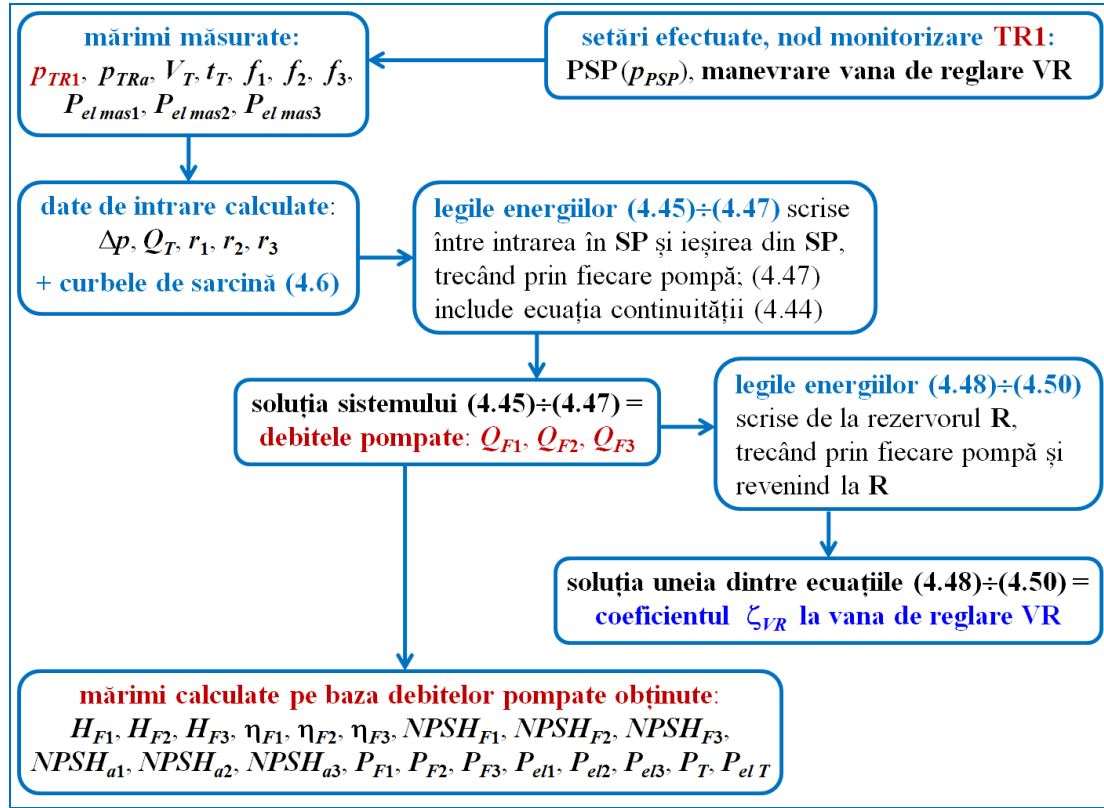 mărimi măsurate:
p_TR1, p_TRa, V_T, t_T, f_1, f_2, f_3,
P_el mas1, P_el mas2, P_el mas3
setări efectuate, nod monitorizare TR1:
PSP (p_PSP), manevrare vana de reglare VR
date de intrare calculate:
Δp, Q_T, r_1, r_2, r_3
+ curbele de sarcină (4.6)
legile energiilor (4.45)÷(4.47) scrise
între intrarea în SP și ieșirea din SP,
trecând prin fiecare pompă; (4.47)
include ecuația continuității (4.44)
soluția sistemului (4.45)÷(4.47) =
debitele pompate: Q_F1, Q_F2, Q_F3
legile energiilor (4.48)÷(4.50)
scrise de la rezervorul R,
trecând prin fiecare pompă și
revenind la R
soluția uneia dintre ecuațiile (4.48)÷(4.50) =
coeficientul ζ_VR la vana de reglare VR
mărimi calculate pe baza debitelor pompate obținute:
H_F1, H_F2, H_F3, η_F1, η_F2, η_F3, NPSH_F1, NPSH_F2, NPSH_F3,
NPSH_a1, NPSH_a2, NPSH_a3, P_F1, P_F2, P_F3, P_el1, P_el2, P_el3, P_T, P_el T